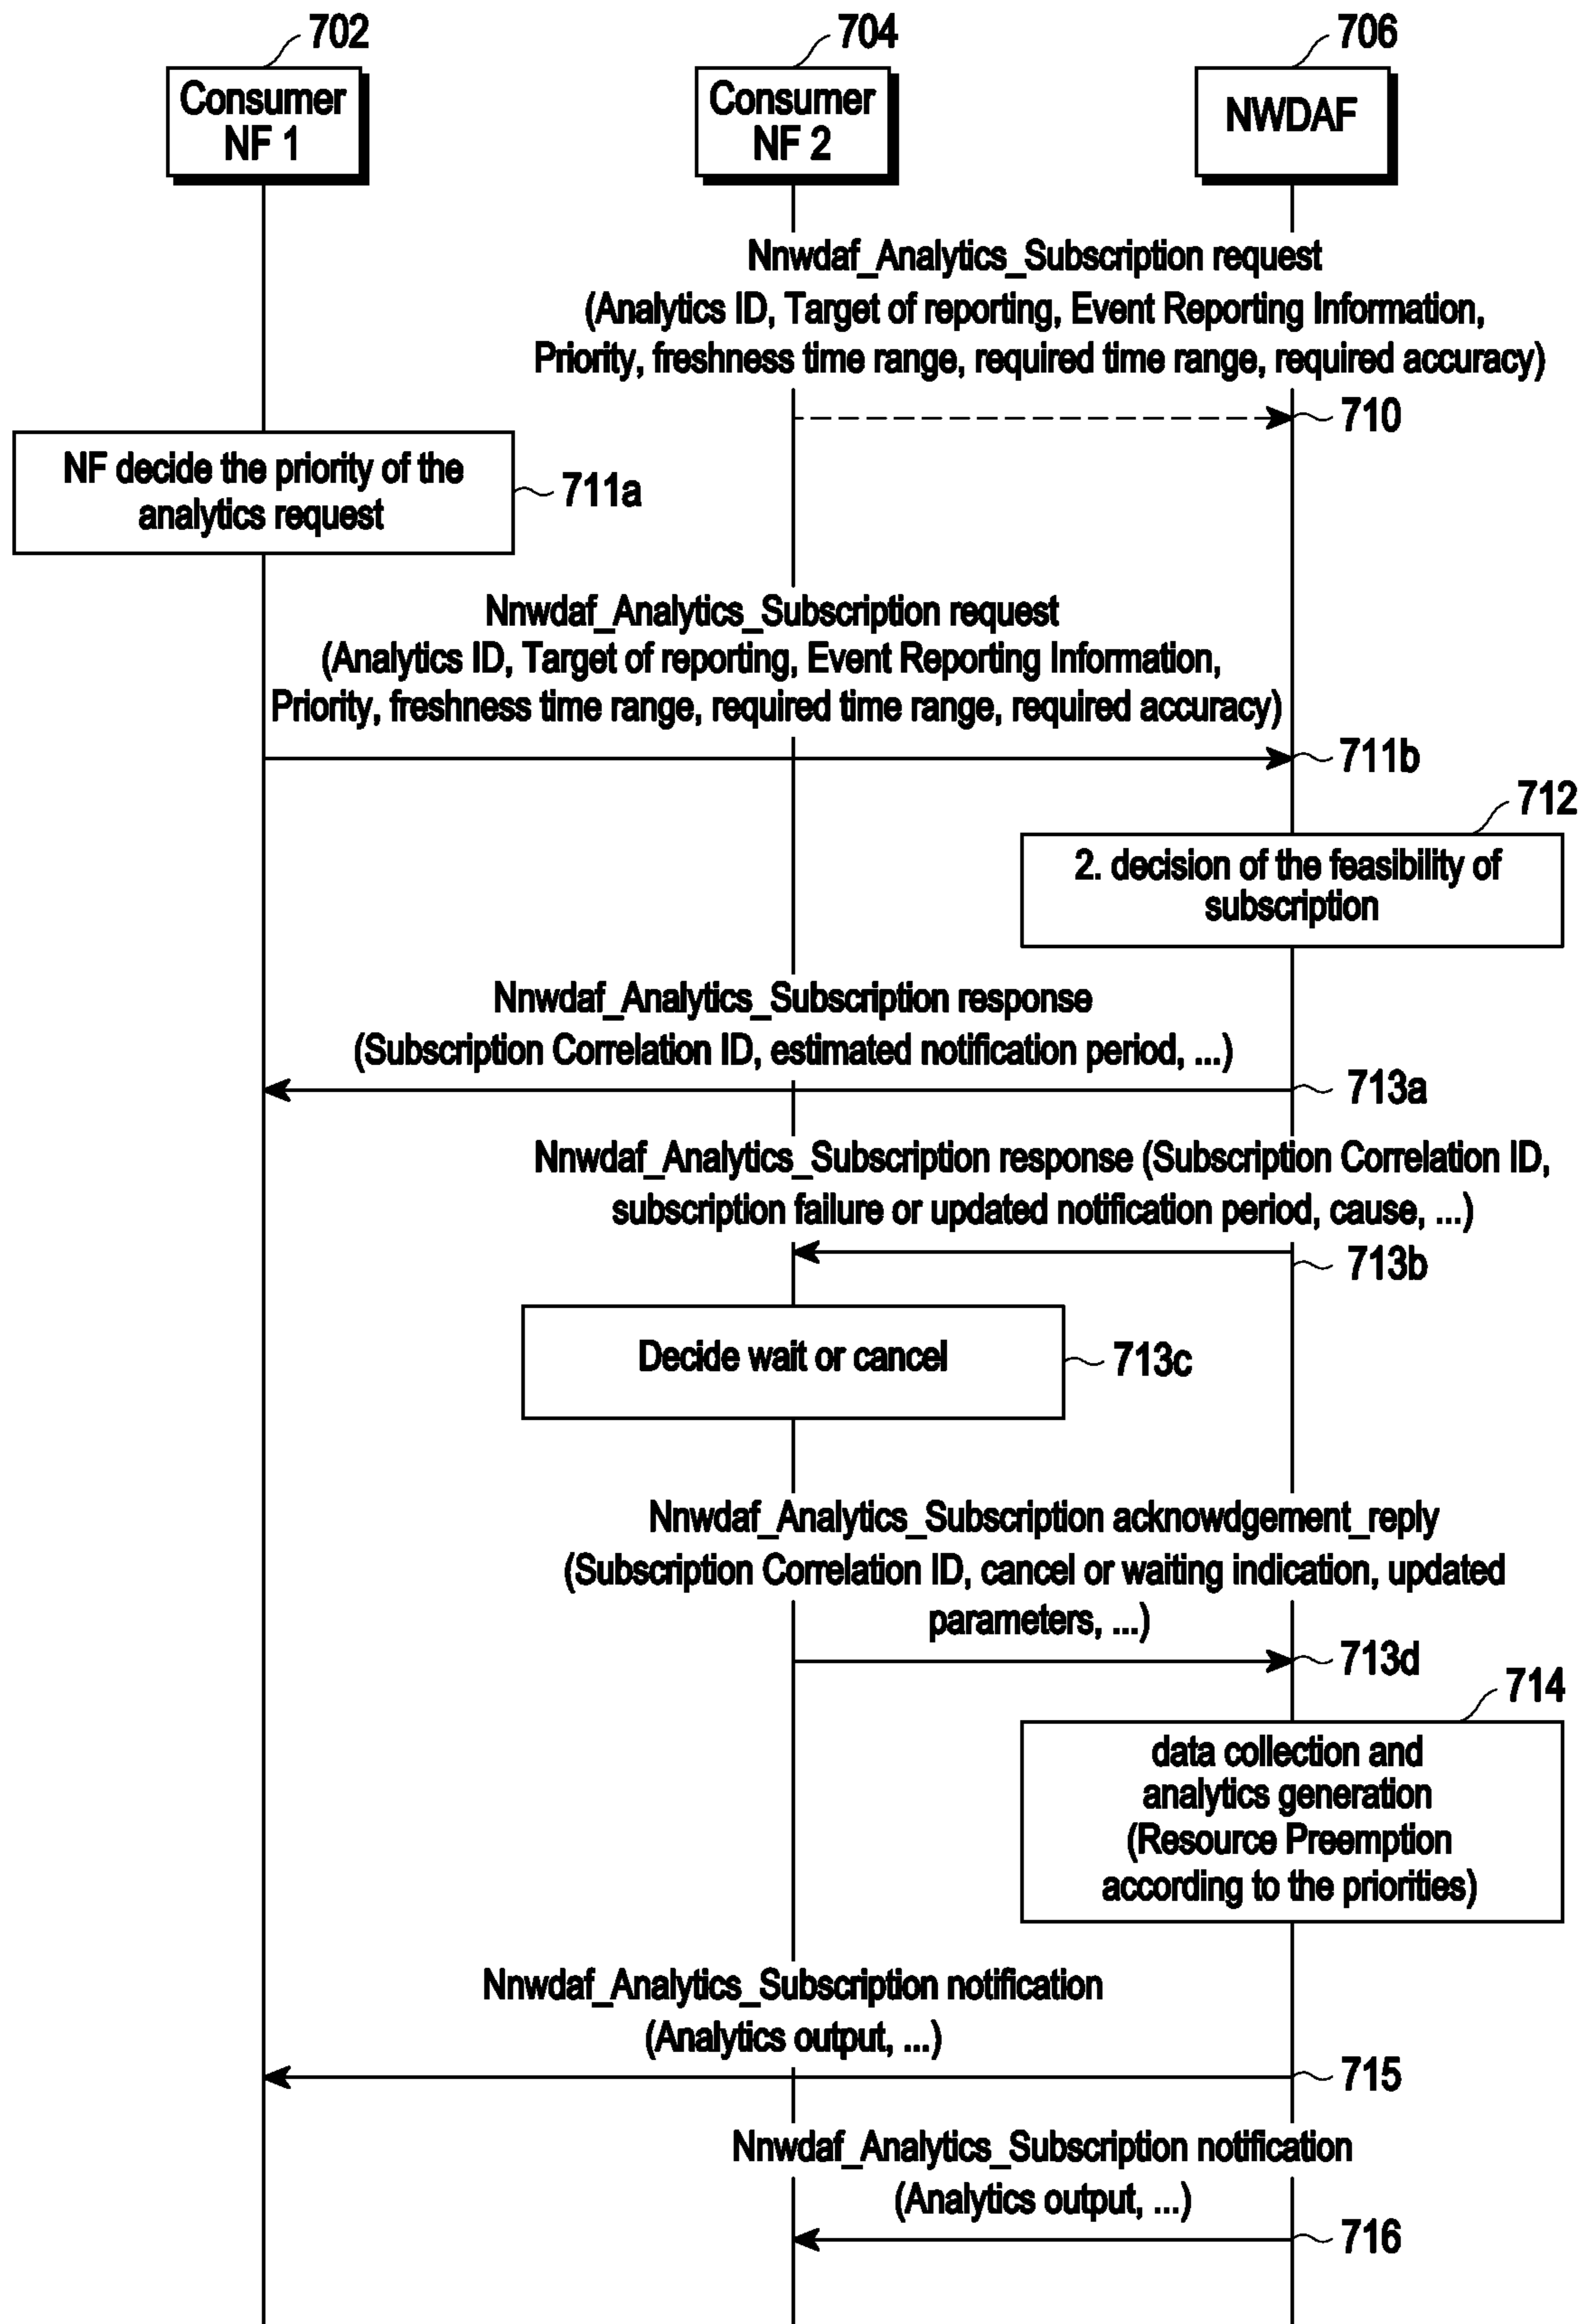 702
704
706
Consumer
NF 1
Consumer
NF 2
NWDAF
Nnwdaf_Analytics_Subscription request
(Analytics ID, Target of reporting, Event Reporting Information,
Priority, freshness time range, required time range, required accuracy)
710
NF decide the priority of the
analytics request
711a
Nnwdaf_Analytics_Subscription request
(Analytics ID, Target of reporting, Event Reporting Information,
Priority, freshness time range, required time range, required accuracy)
711b
712
2. decision of the feasibility of
subscription
Nnwdaf_Analytics_Subscription response
(Subscription Correlation ID, estimated notification period, ...)
713a
Nnwdaf_Analytics_Subscription response (Subscription Correlation ID,
subscription failure or updated notification period, cause, ...)
713b
Decide wait or cancel
713c
Nnwdaf_Analytics_Subscription acknowdgement_reply
(Subscription Correlation ID, cancel or waiting indication, updated
parameters, ...)
713d
714
data collection and
analytics generation
(Resource Preemption
according to the priorities)
Nnwdaf_Analytics_Subscription notification
(Analytics output, ...)
715
Nnwdaf_Analytics_Subscription notification
(Analytics output, ...)
716